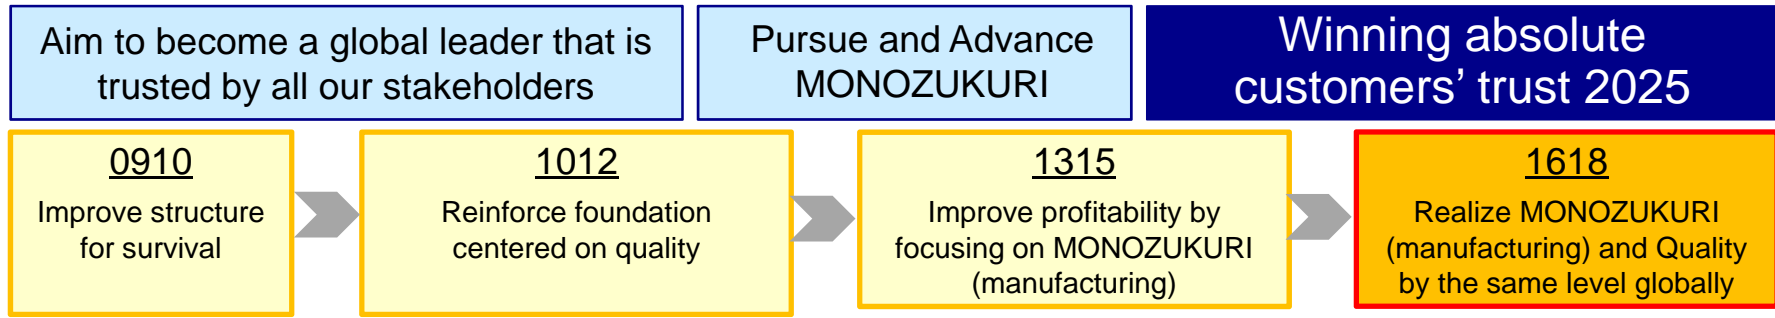 Aim to become a global leader that is
trusted by all our stakeholders
Pursue and Advance
MONOZUKURI
Winning absolute
customers’ trust 2025
0910
Improve structure
for survival
1012
Reinforce foundation
centered on quality
1315
Improve profitability by
focusing on MONOZUKURI
(manufacturing)
1618
Realize MONOZUKURI
(manufacturing) and Quality
by the same level globally